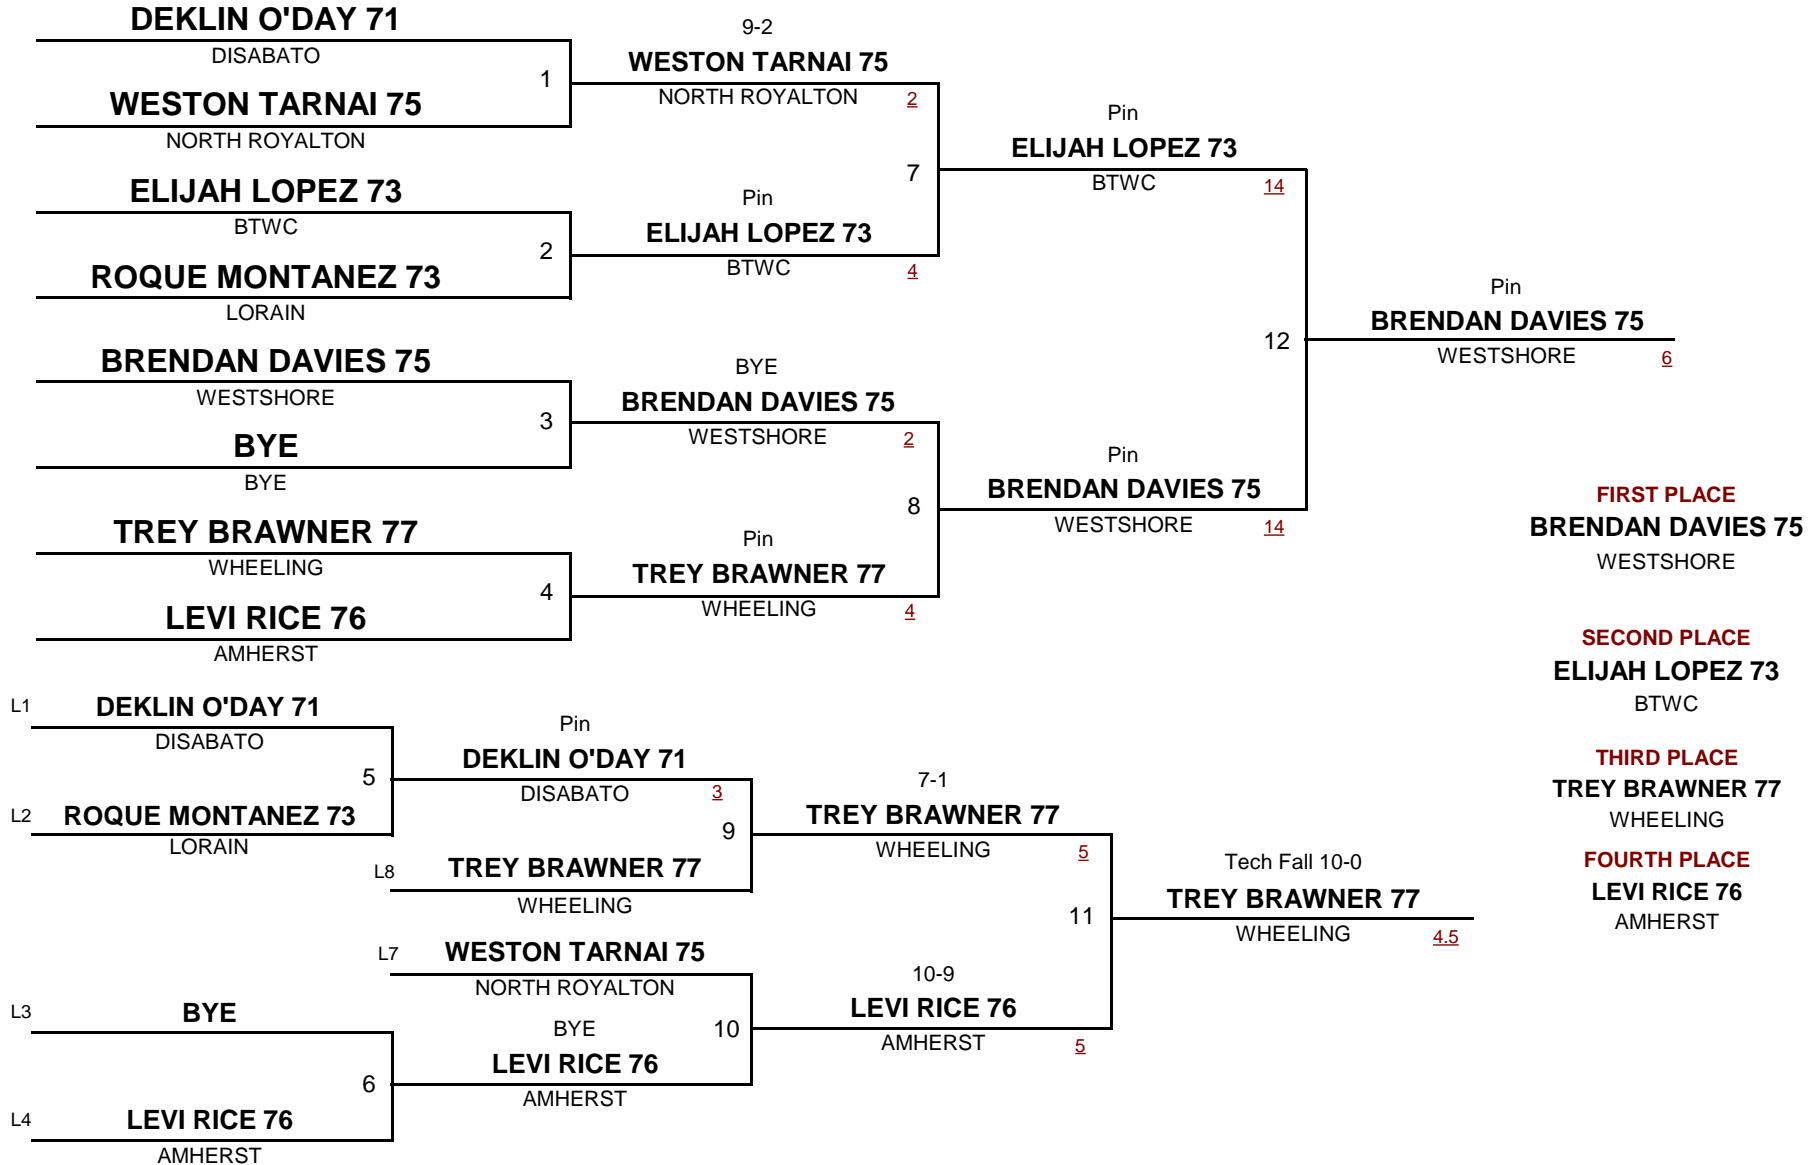 DEKLIN O'DAY 71
DISABATO
1
WESTON TARNAI 75
NORTH ROYALTON
9-2
WESTON TARNAI 75
NORTH ROYALTON
2
ELIJAH LOPEZ 73
BTWC
2
ROQUE MONTANEZ 73
LORAIN
Pin
ELIJAH LOPEZ 73
BTWC
4
7
Pin
ELIJAH LOPEZ 73
BTWC
14
BRENDAN DAVIES 75
WESTSHORE
3
BYE
BYE
BYE
BRENDAN DAVIES 75
WESTSHORE
2
TREY BRAWNER 77
WHEELING
4
LEVI RICE 76
AMHERST
Pin
TREY BRAWNER 77
WHEELING
4
8
Pin
BRENDAN DAVIES 75
WESTSHORE
14
12
Pin
BRENDAN DAVIES 75
WESTSHORE
6
FIRST PLACE
BRENDAN DAVIES 75
WESTSHORE
SECOND PLACE
ELIJAH LOPEZ 73
BTWC
THIRD PLACE
TREY BRAWNER 77
WHEELING
FOURTH PLACE
LEVI RICE 76
AMHERST
L1
DEKLIN O'DAY 71
DISABATO
5
L2
ROQUE MONTANEZ 73
LORAIN
Pin
DEKLIN O'DAY 71
DISABATO
3
9
L8
TREY BRAWNER 77
WHEELING
7-1
TREY BRAWNER 77
WHEELING
5
L7
WESTON TARNAI 75
NORTH ROYALTON
L3
BYE
6
L4
LEVI RICE 76
AMHERST
BYE
LEVI RICE 76
AMHERST
10
10-9
LEVI RICE 76
AMHERST
5
11
Tech Fall 10-0
TREY BRAWNER 77
WHEELING
4.5